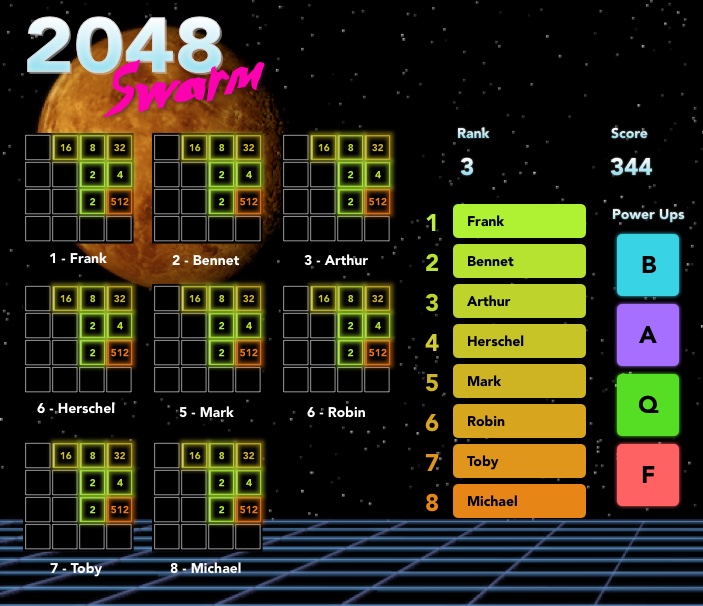 2048
Swarm
Rank
Score
3
344
16 8 32
2 4
2 512
1 - Frank
16 8 32
2 4
2 512
2 - Bennet
16 8 32
2 4
2 512
3 - Arthur
16 8 32
2 4
2 512
6 - Herschel
16 8 32
2 4
2 512
5 - Mark
16 8 32
2 4
2 512
6 - Robin
16 8 32
2 4
2 512
7 - Toby
16 8 32
2 4
2 512
8 - Michael
1 Frank
2 Bennet
3 Arthur
4 Herschel
5 Mark
6 Robin
7 Toby
8 Michael
Power Ups
B
A
Q
F